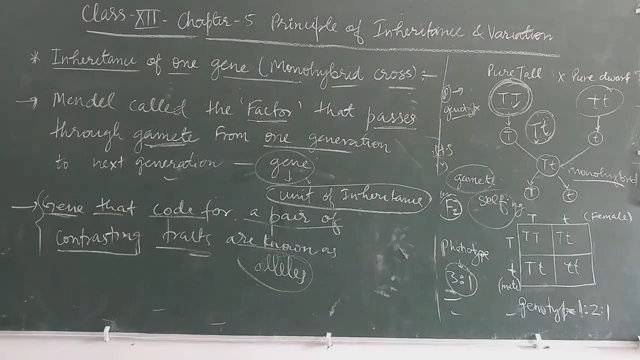 Class-XII - Chapter-5 Principle of Inheritance & Variation
* Inheritance of one gene (Monohybrid cross):-
→ Mendel called the 'Factor' that passes
through gamete from one generation
to next generation - gene
unit of Inheritance
→ Gene that code for a pair of
contrasting traits are known as
alleles
Pure Tall x Pure dwarf
genotype TT Tt tt
T t
Tt monohybrid
gamete T t
F2 selfing
T t (female)
T TT Tt
t Tt tt
(male)
Phenotype
3:1
genotype 1:2:1